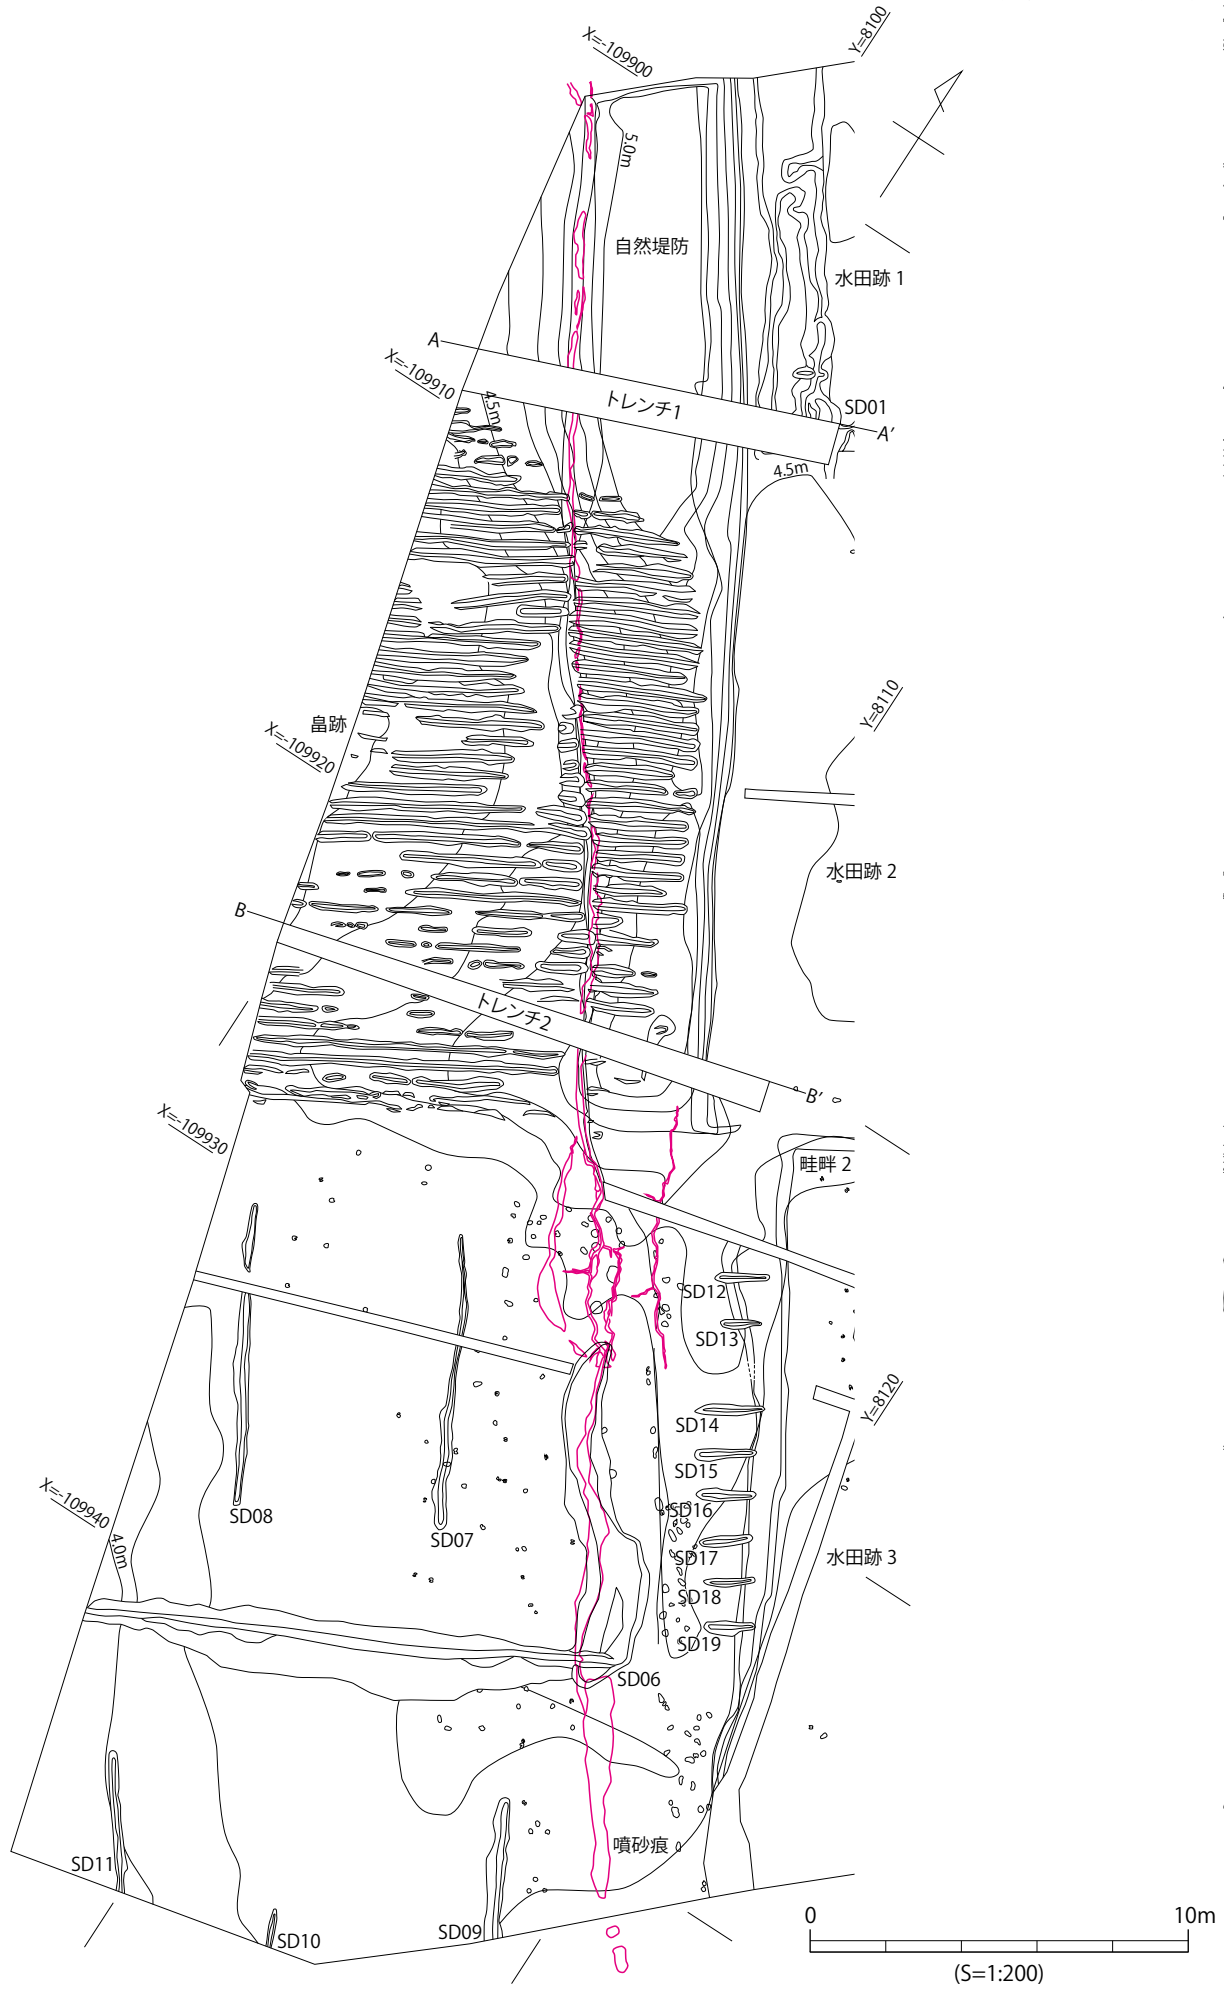 X=-109900
Y=8100
5.0m
自然堤防
水田跡 1
A
X=-109910
4.5m
トレンチ1
SD01
A′
4.5m
Y=8110
畠跡
X=-109920
水田跡 2
B
トレンチ2
B′
X=-109930
畦畔 2
SD12
SD13
Y=8120
SD14
SD15
X=-109940
4.0m
SD08
SD07
SD16
SD17
水田跡 3
SD18
SD19
SD06
噴砂痕
SD11
SD10
SD09
0
10m
(S=1:200)